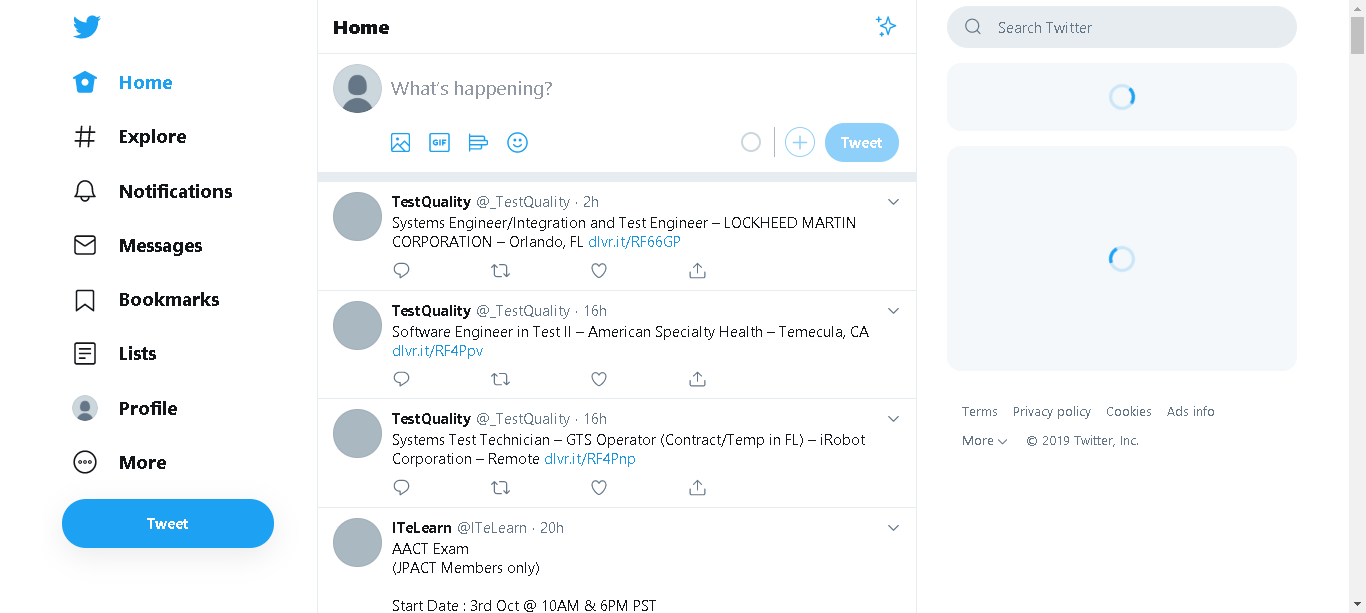 Home
Explore
Notifications
Messages
Bookmarks
Lists
Profile
More
Tweet
Home
What's happening?
GIF
Tweet
TestQuality @_TestQuality · 2h
Systems Engineer/Integration and Test Engineer – LOCKHEED MARTIN
CORPORATION – Orlando, FL dlvr.it/RF66GP
TestQuality @_TestQuality · 16h
Software Engineer in Test II – American Specialty Health – Temecula, CA
dlvr.it/RF4Ppv
TestQuality @_TestQuality · 16h
Systems Test Technician – GTS Operator (Contract/Temp in FL) – iRobot
Corporation – Remote dlvr.it/RF4Pnp
ITeLearn @ITeLearn · 20h
AACT Exam
(JPACT Members only)
Start Date : 3rd Oct @ 10AM & 6PM PST
Search Twitter
Terms Privacy policy Cookies Ads info
More © 2019 Twitter, Inc.